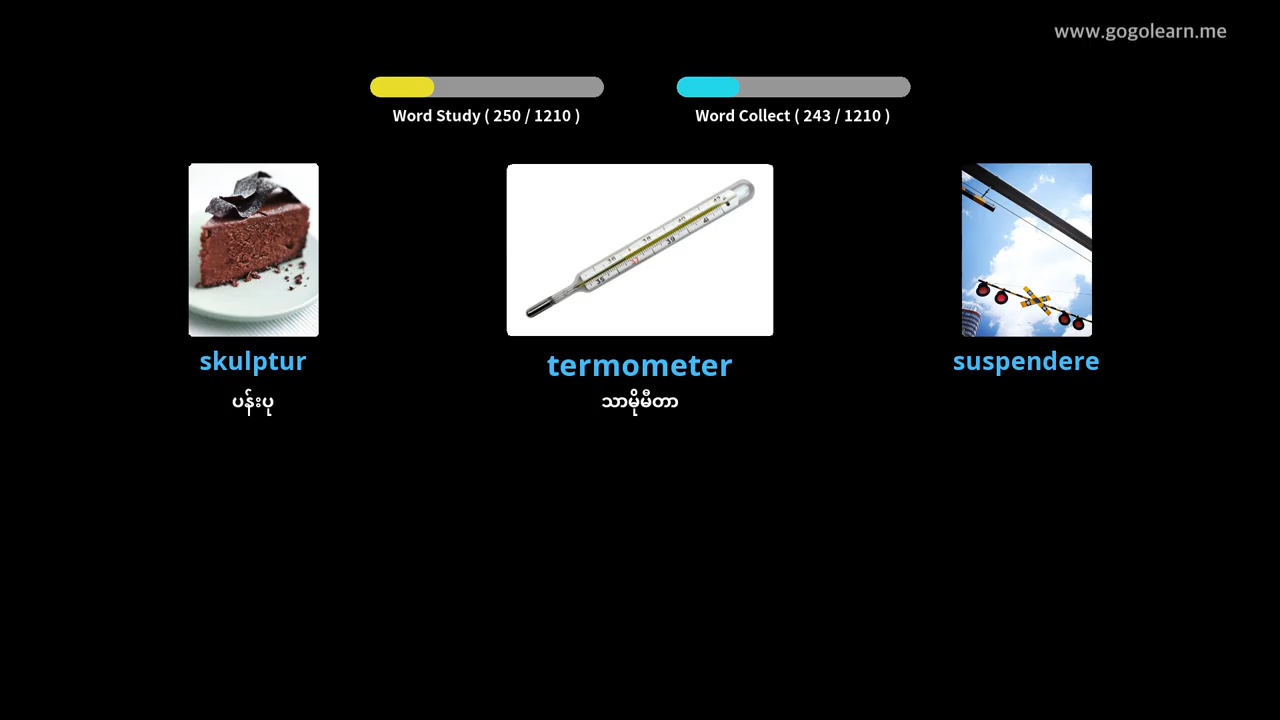 www.gogolearn.me
Word Study ( 250 / 1210 )
Word Collect ( 243 / 1210 )
skulptur
termometer
suspendere
ပန်းပု
သာမိုမီတာ